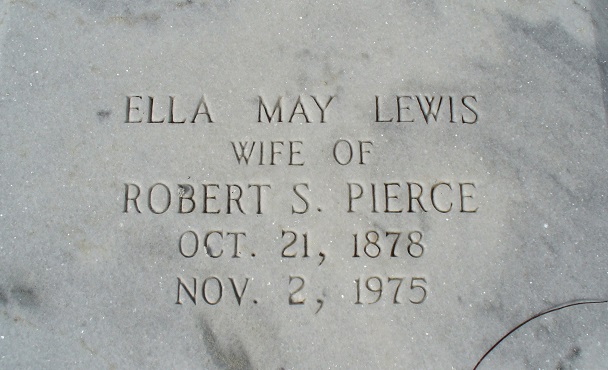 ELLA MAY LEWIS
WIFE OF
ROBERT S. PIERCE
OCT. 21, 1878
NOV. 2, 1975